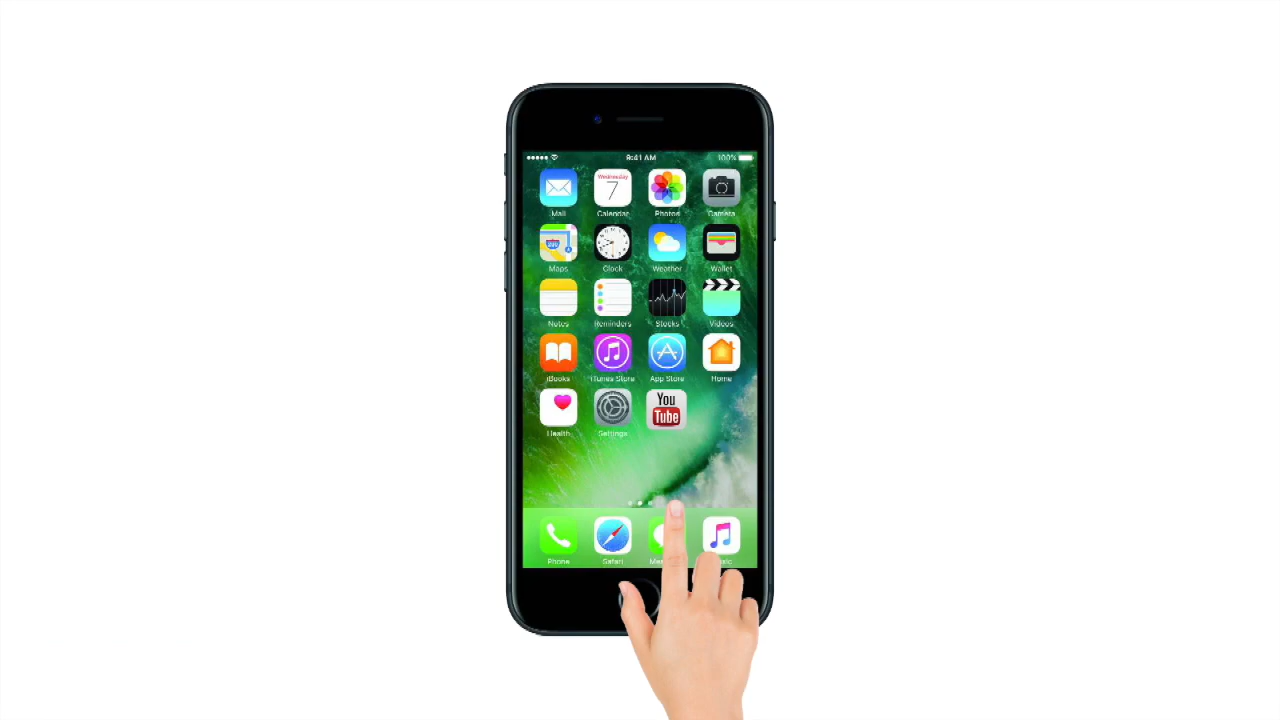 9:41 AM 100%
Wednesday
7
Mail Calendar Photos Camera
280
Maps Clock Weather Wallet
Notes Reminders Stocks Videos
iBooks iTunes Store App Store Home
You
Tube
Health Settings
Phone Safari